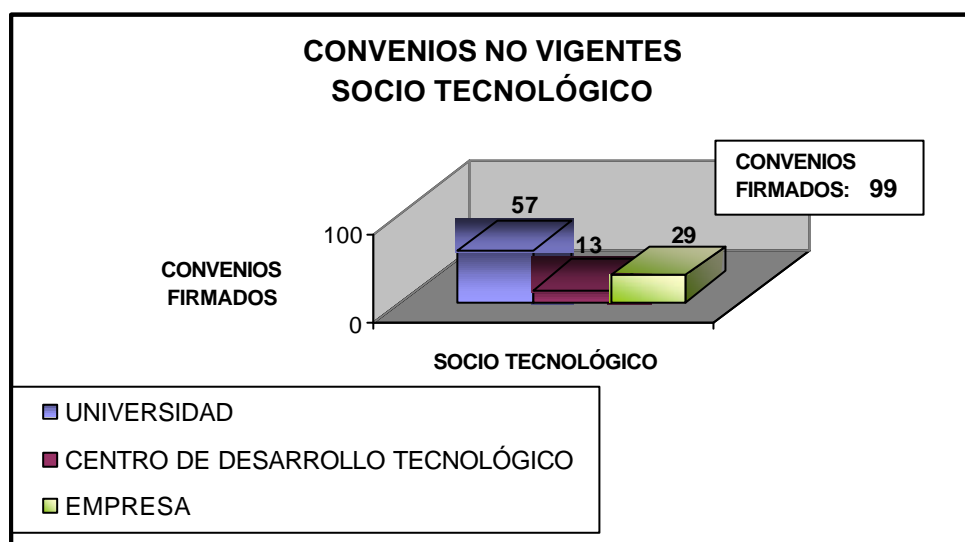 CONVENIOS NO VIGENTES
SOCIO TECNOLÓGICO
CONVENIOS
FIRMADOS: 99
57
13
29
100
0
CONVENIOS
FIRMADOS
SOCIO TECNOLÓGICO
UNIVERSIDAD
CENTRO DE DESARROLLO TECNOLÓGICO
EMPRESA